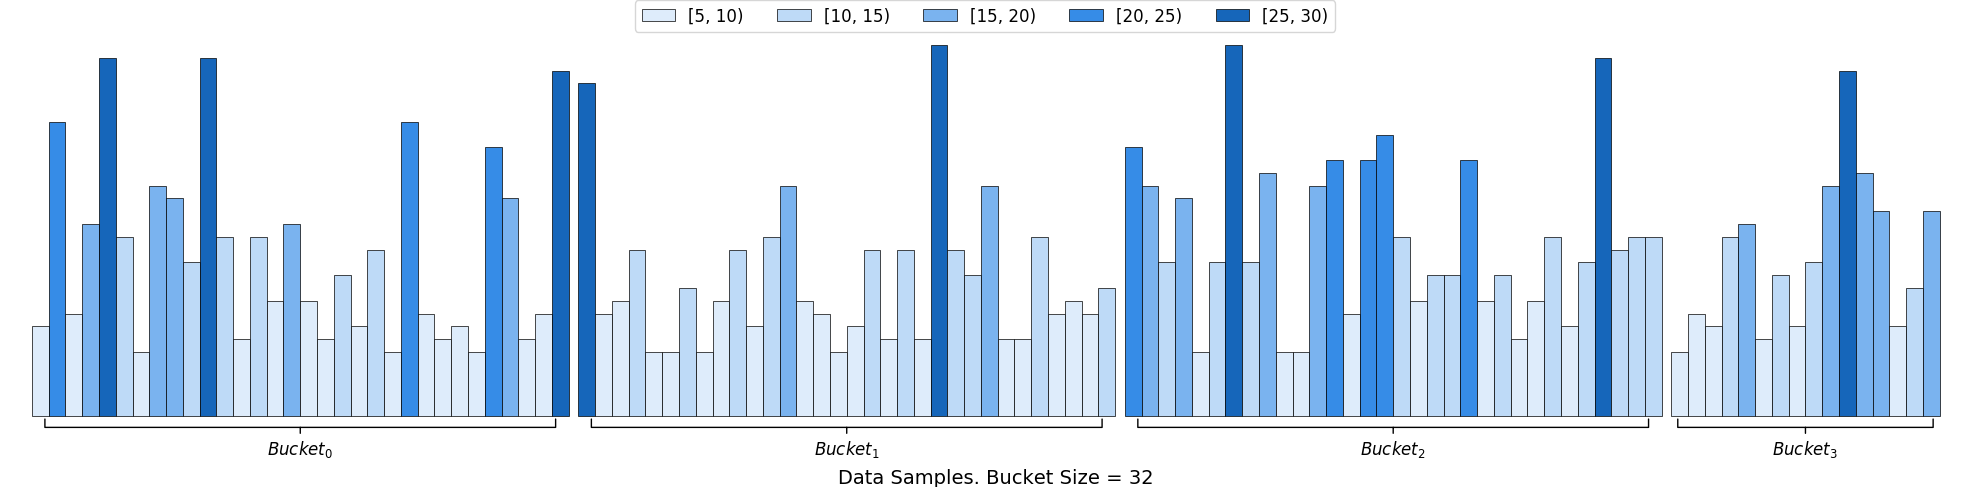 [5, 10) [10, 15) [15, 20) [20, 25) [25, 30)
Bucket₀ Bucket₁ Bucket₂ Bucket₃
Data Samples. Bucket Size = 32